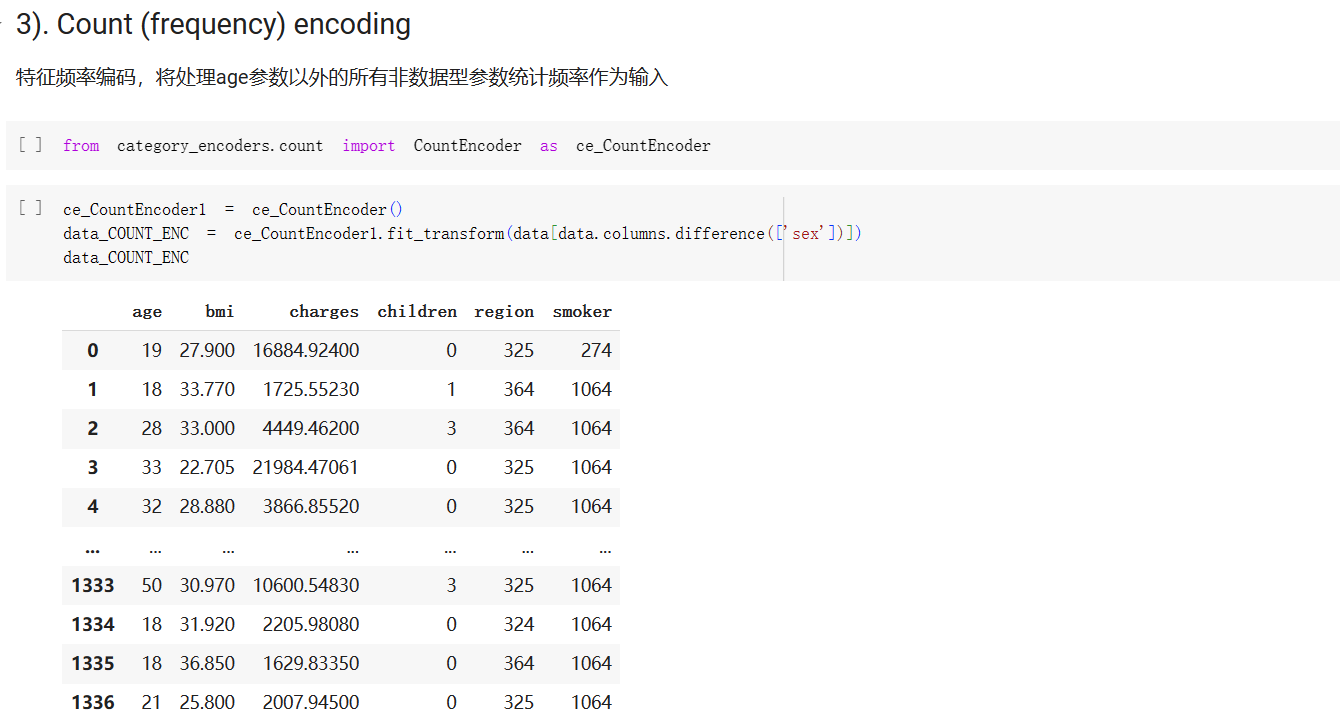 3). Count (frequency) encoding
特征频率编码，将处理age参数以外的所有非数据型参数统计频率作为输入
[ ] from category_encoders.count import CountEncoder as ce_CountEncoder
[ ] ce_CountEncoder1 = ce_CountEncoder()
data_COUNT_ENC = ce_CountEncoder1.fit_transform(data[data.columns.difference(['sex'])])
data_COUNT_ENC
age bmi charges children region smoker
0 19 27.900 16884.92400 0 325 274
1 18 33.770 1725.55230 1 364 1064
2 28 33.000 4449.46200 3 364 1064
3 33 22.705 21984.47061 0 325 1064
4 32 28.880 3866.85520 0 325 1064
... ... ... ... ... ... ...
1333 50 30.970 10600.54830 3 325 1064
1334 18 31.920 2205.98080 0 324 1064
1335 18 36.850 1629.83350 0 364 1064
1336 21 25.800 2007.94500 0 325 1064